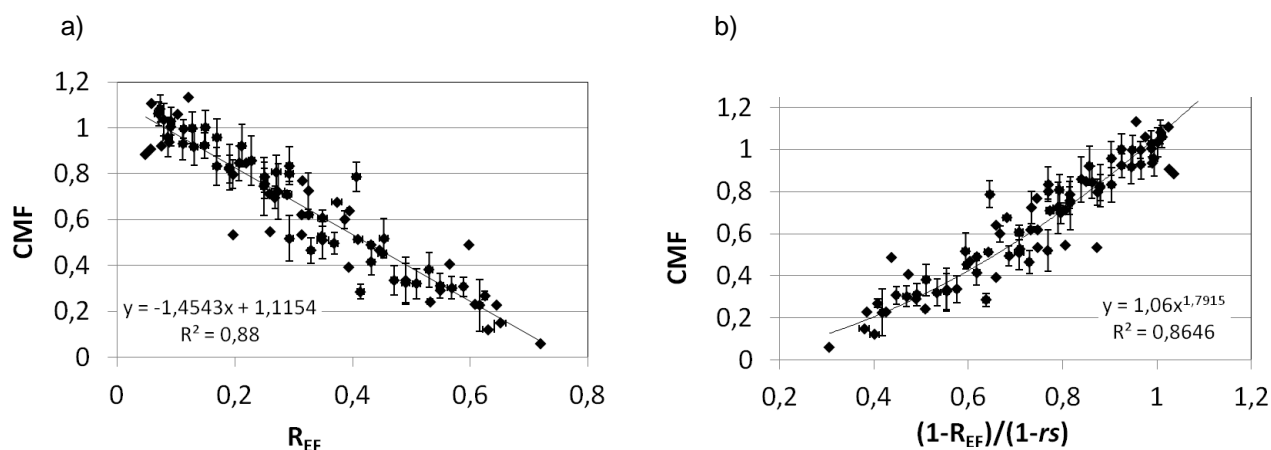 a)
CMF
1,2
1
0,8
0,6
0,4
0,2
0
y = -1,4543x + 1,1154
R² = 0,88
0 0,2 0,4 0,6 0,8
R_EF
b)
CMF
1,2
1
0,8
0,6
0,4
0,2
0
y = 1,06x^1,7915
R² = 0,8646
0,2 0,4 0,6 0,8 1 1,2
(1-R_EF)/(1-rs)